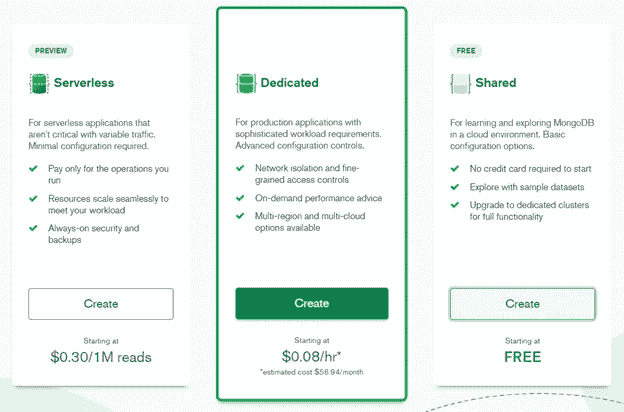 PREVIEW
Serverless
For serverless applications that
aren't critical with variable traffic.
Minimal configuration required.
Pay only for the operations you
run
Resources scale seamlessly to
meet your workload
Always-on security and
backups
Create
Starting at
$0.30/1M reads
Dedicated
For production applications with
sophisticated workload requirements.
Advanced configuration controls.
Network isolation and fine-
grained access controls
On-demand performance advice
Multi-region and multi-cloud
options available
Create
Starting at
$0.08/hr*
*estimated cost $56.94/month
FREE
Shared
For learning and exploring MongoDB
in a cloud environment. Basic
configuration options.
No credit card required to start
Explore with sample datasets
Upgrade to dedicated clusters
for full functionality
Create
Starting at
FREE